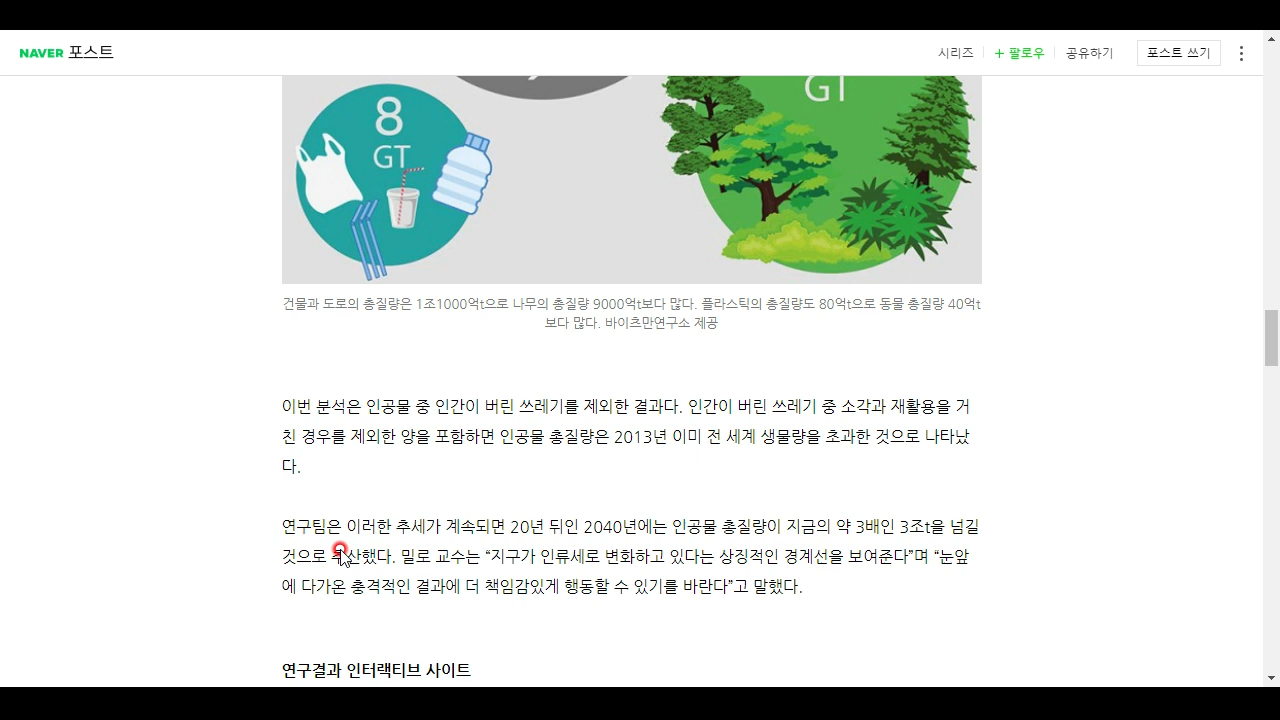 NAVER 포스트
시리즈
+ 팔로우
공유하기
포스트 쓰기
GT
8
GT
건물과 도로의 총질량은 1조1000억t으로 나무의 총질량 9000억t보다 많다. 플라스틱의 총질량도 80억t으로 동물 총질량 40억t
보다 많다. 바이츠만연구소 제공
이번 분석은 인공물 중 인간이 버린 쓰레기를 제외한 결과다. 인간이 버린 쓰레기 중 소각과 재활용을 거
친 경우를 제외한 양을 포함하면 인공물 총질량은 2013년 이미 전 세계 생물량을 초과한 것으로 나타났
다.
연구팀은 이러한 추세가 계속되면 20년 뒤인 2040년에는 인공물 총질량이 지금의 약 3배인 3조t을 넘길
것으로 했다. 밀로 교수는 “지구가 인류세로 변화하고 있다는 상징적인 경계선을 보여준다”며 “눈앞
에 다가온 충격적인 결과에 더 책임감있게 행동할 수 있기를 바란다”고 말했다.
연구결과 인터랙티브 사이트